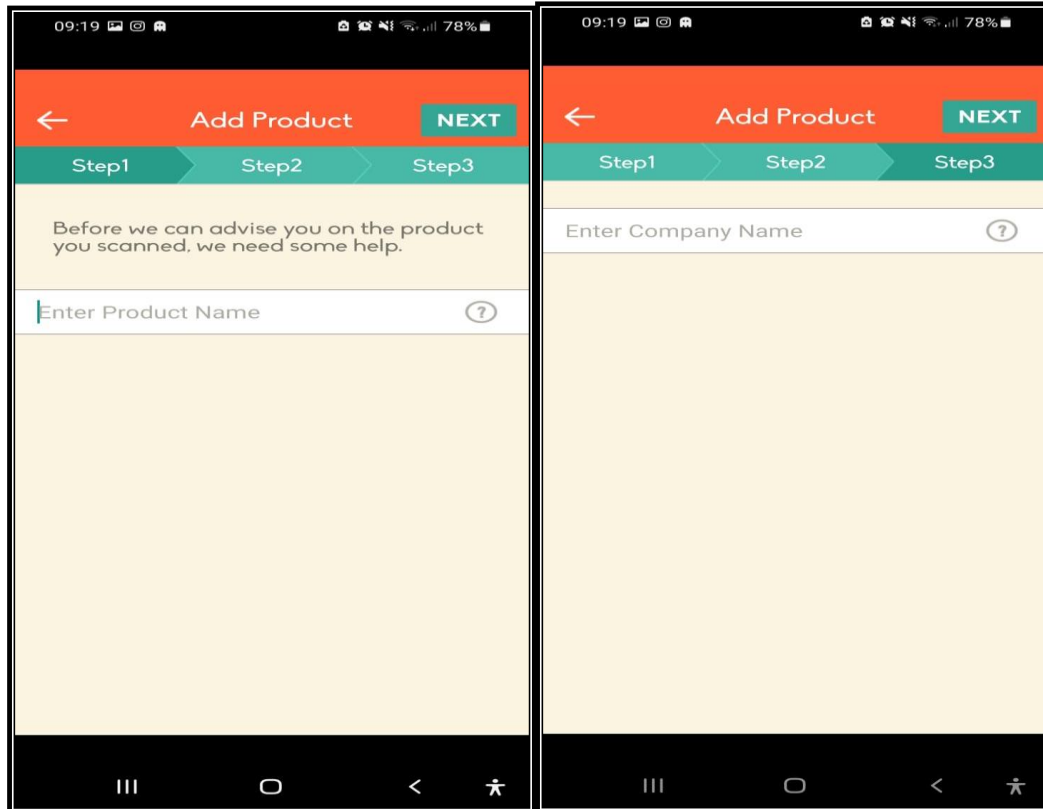 09:19 78%
Add Product NEXT
Step1 Step2 Step3
Before we can advise you on the product
you scanned, we need some help.
Enter Product Name ?
09:19 78%
Add Product NEXT
Step1 Step2 Step3
Enter Company Name ?